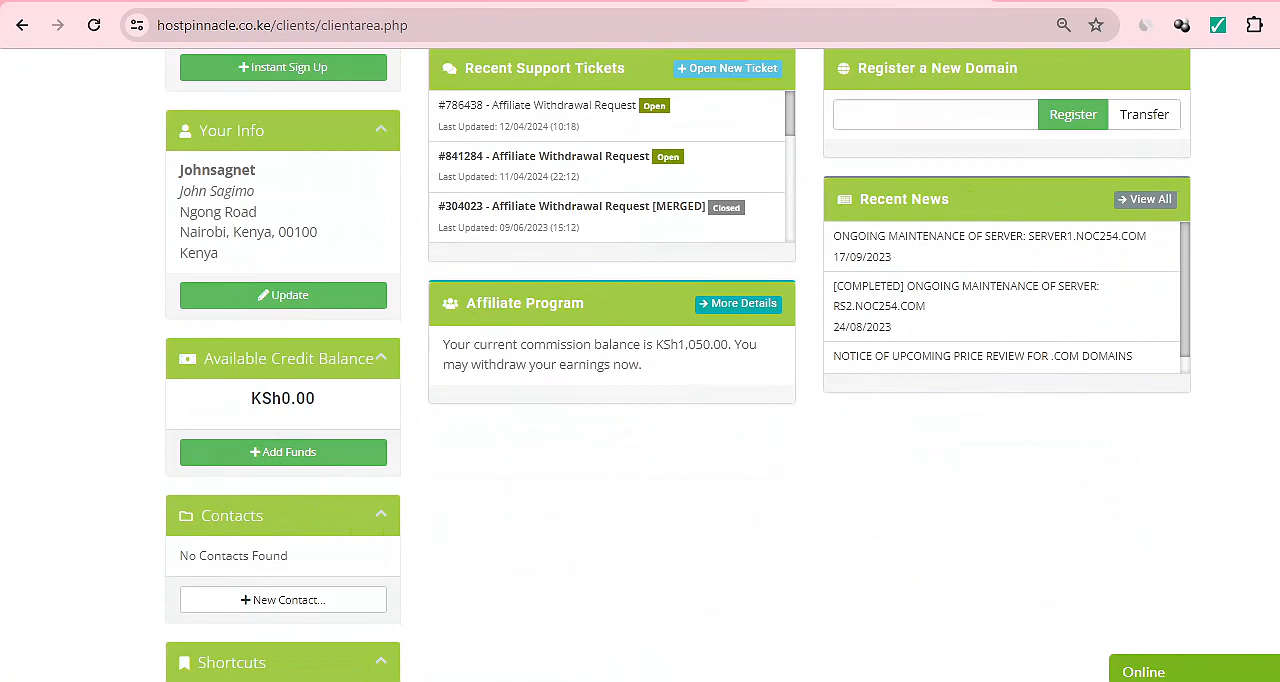 hostpinnacle.co.ke/clients/clientarea.php
Instant Sign Up
Your Info
Johnsagnet
John Sagimo
Ngong Road
Nairobi, Kenya, 00100
Kenya
Update
Available Credit Balance
KSh0.00
Add Funds
Contacts
No Contacts Found
New Contact...
Shortcuts
Recent Support Tickets
Open New Ticket
#786438 - Affiliate Withdrawal Request Open
Last Updated: 12/04/2024 (10:18)
#841284 - Affiliate Withdrawal Request Open
Last Updated: 11/04/2024 (22:12)
#304023 - Affiliate Withdrawal Request [MERGED] Closed
Last Updated: 09/06/2023 (15:12)
Affiliate Program
More Details
Your current commission balance is KSh1,050.00. You
may withdraw your earnings now.
Register a New Domain
Register
Transfer
Recent News
View All
ONGOING MAINTENANCE OF SERVER: SERVER1.NOC254.COM
17/09/2023
[COMPLETED] ONGOING MAINTENANCE OF SERVER:
RS2.NOC254.COM
24/08/2023
NOTICE OF UPCOMING PRICE REVIEW FOR .COM DOMAINS
Online